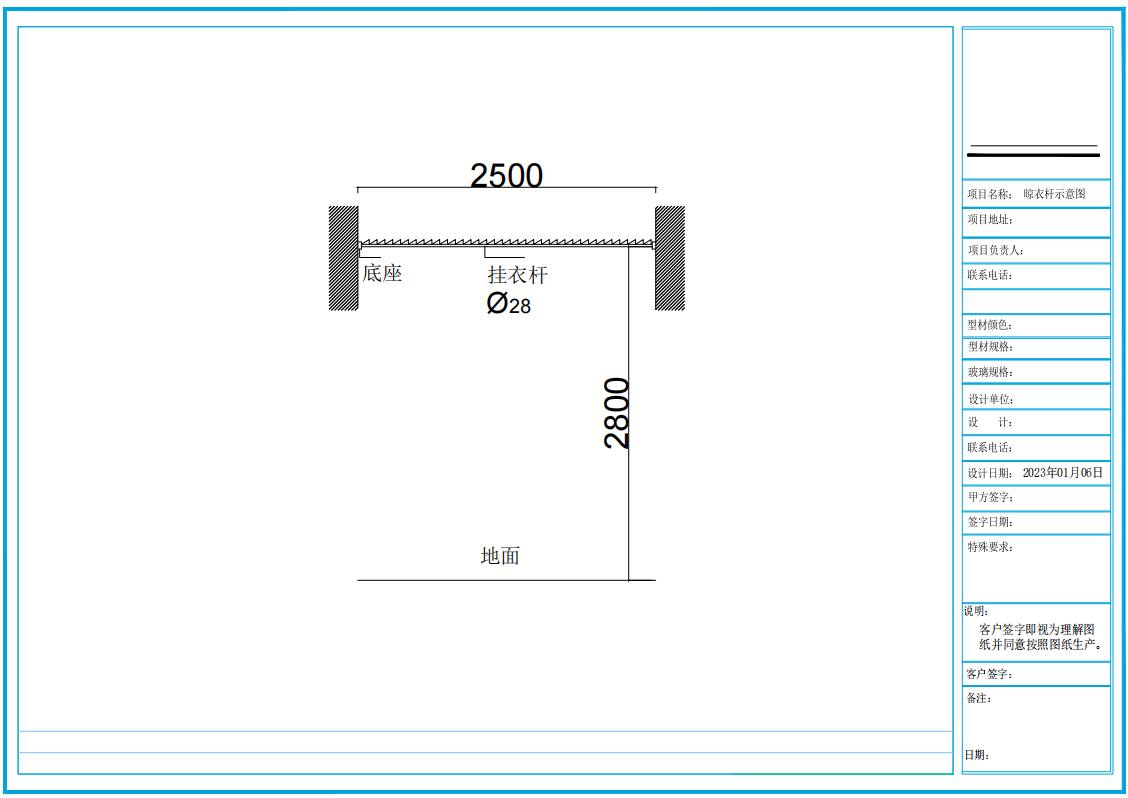 2500
底座
挂衣杆
Ø28
2800
地面
项目名称： 晾衣杆示意图
项目地址：
项目负责人：
联系电话：
型材颜色：
型材规格：
玻璃规格：
设计单位：
设 计：
联系电话：
设计日期： 2023年01月06日
甲方签字：
签字日期：
特殊要求：
说明：
客户签字即视为理解图
纸并同意按照图纸生产。
客户签字：
备注：
日期：